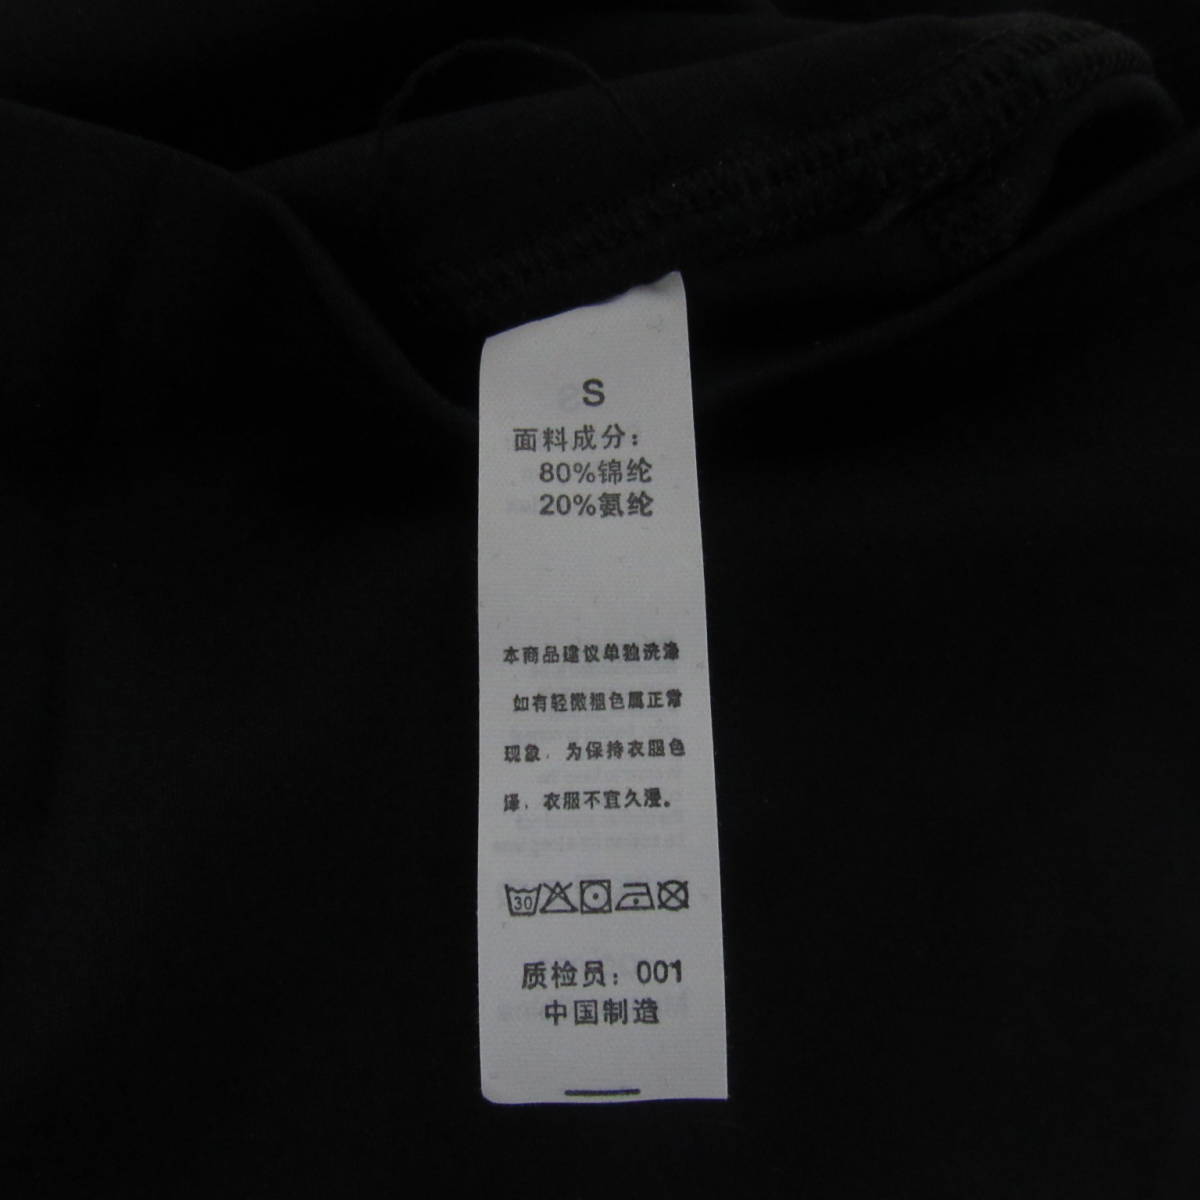 S
面料成分：
80%锦纶
20%氨纶
本商品建议单独洗涤
如有轻微褪色属正常
现象，为保持衣服色
泽，衣服不宜久浸。
30
质检员：001
中国制造